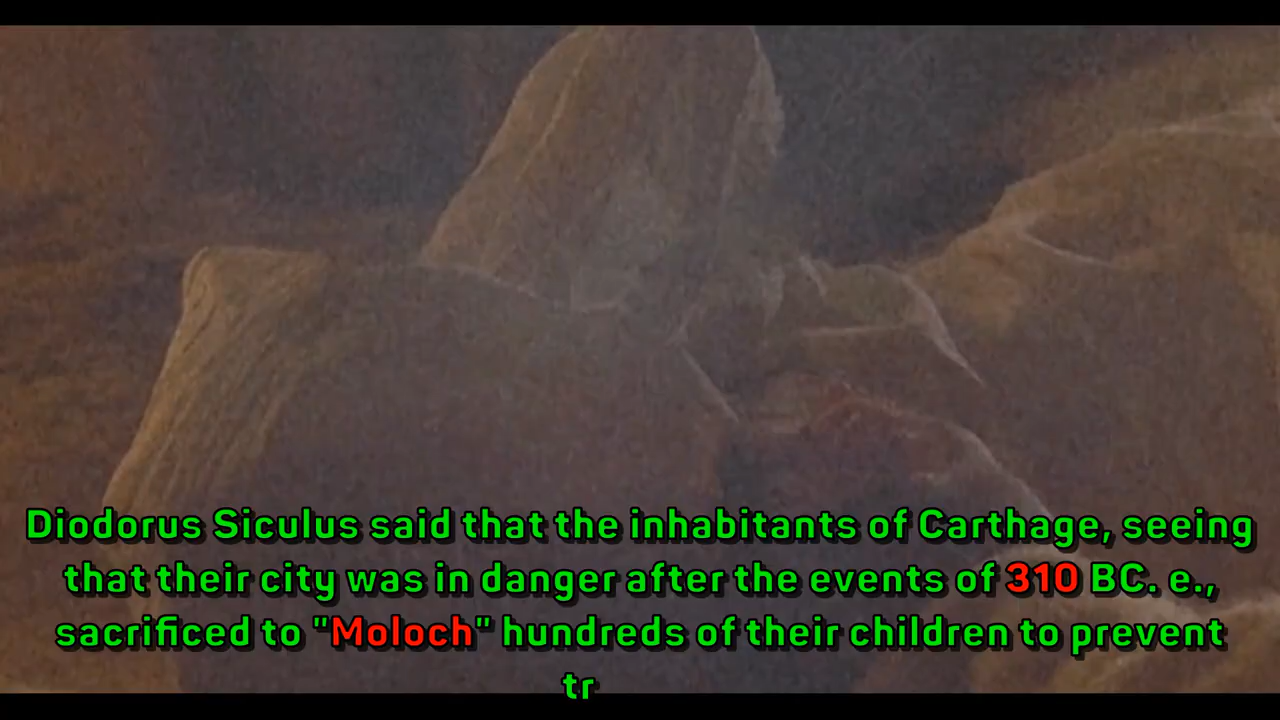 Diodorus Siculus said that the inhabitants of Carthage, seeing
that their city was in danger after the events of 310 BC. e.,
sacrificed to "Moloch" hundreds of their children to prevent
tr